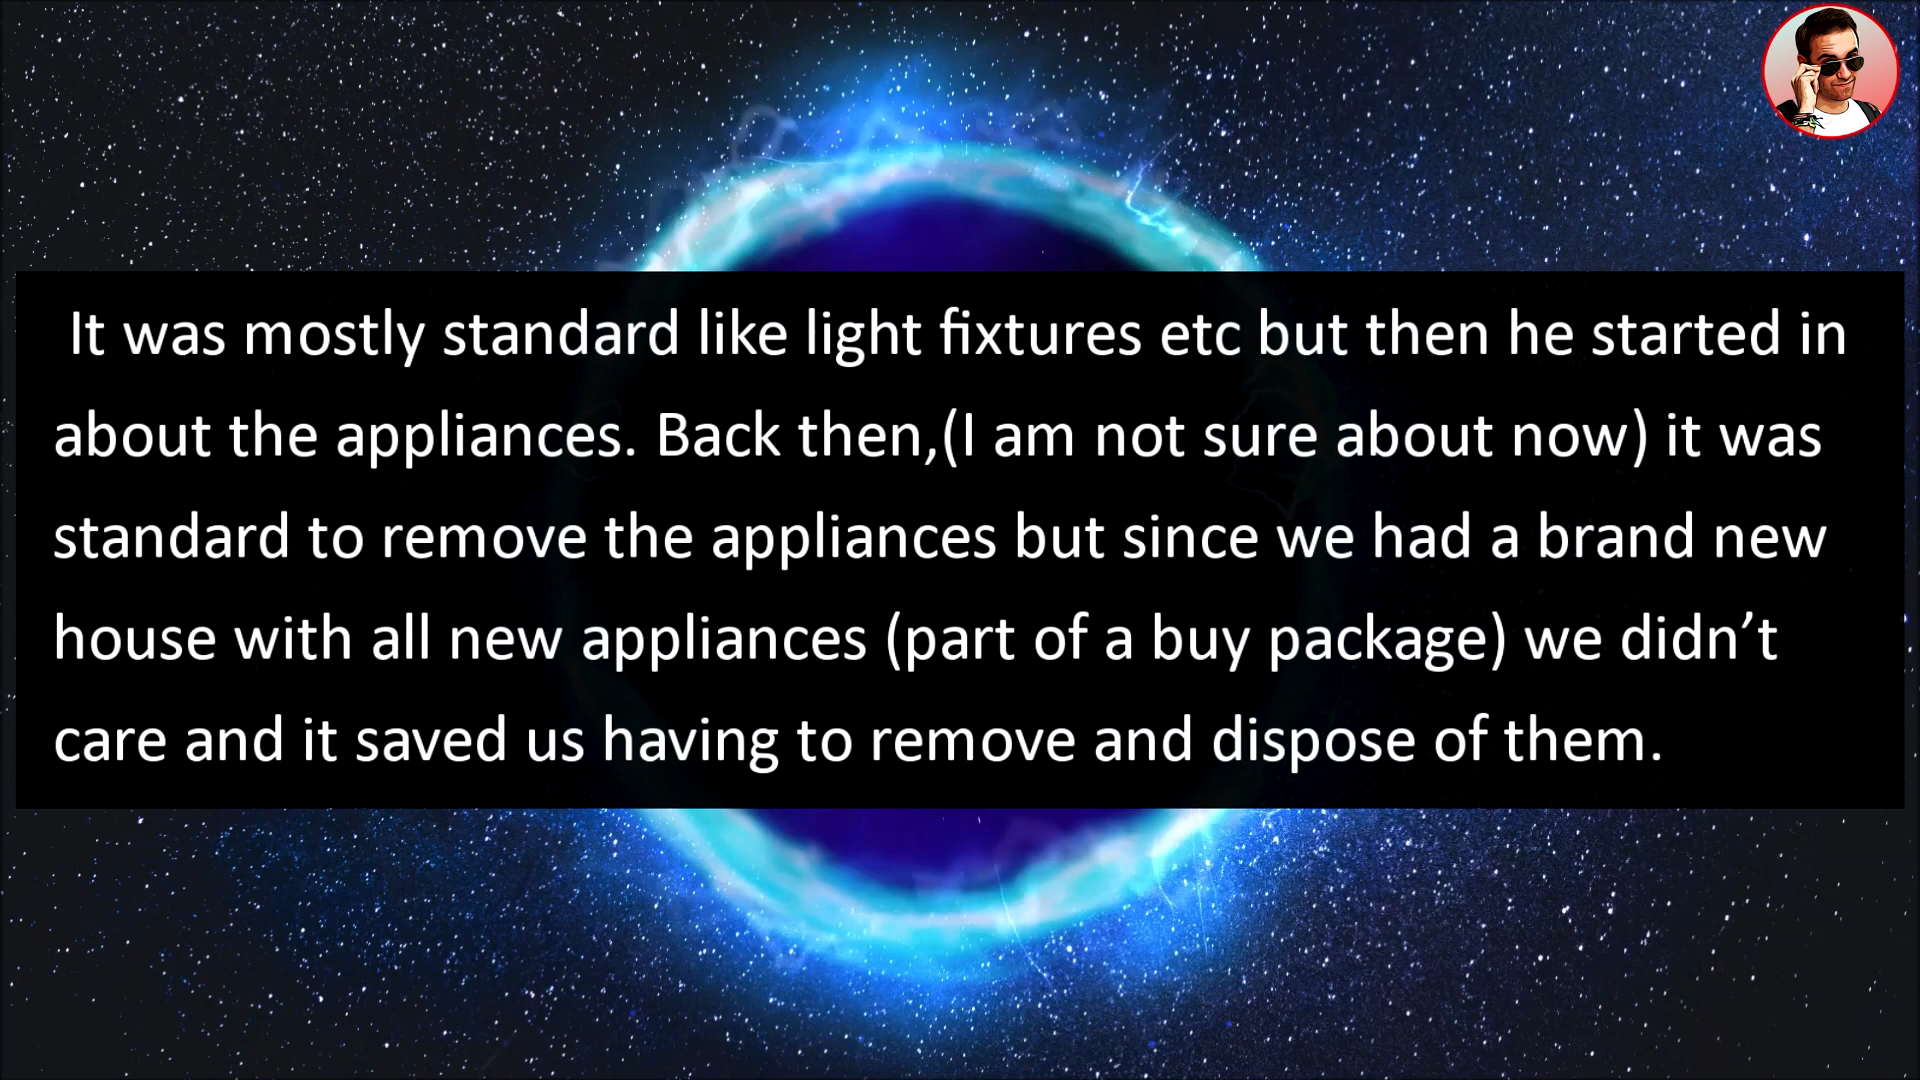 It was mostly standard like light fixtures etc but then he started in
about the appliances. Back then,(I am not sure about now) it was
standard to remove the appliances but since we had a brand new
house with all new appliances (part of a buy package) we didn’t
care and it saved us having to remove and dispose of them.